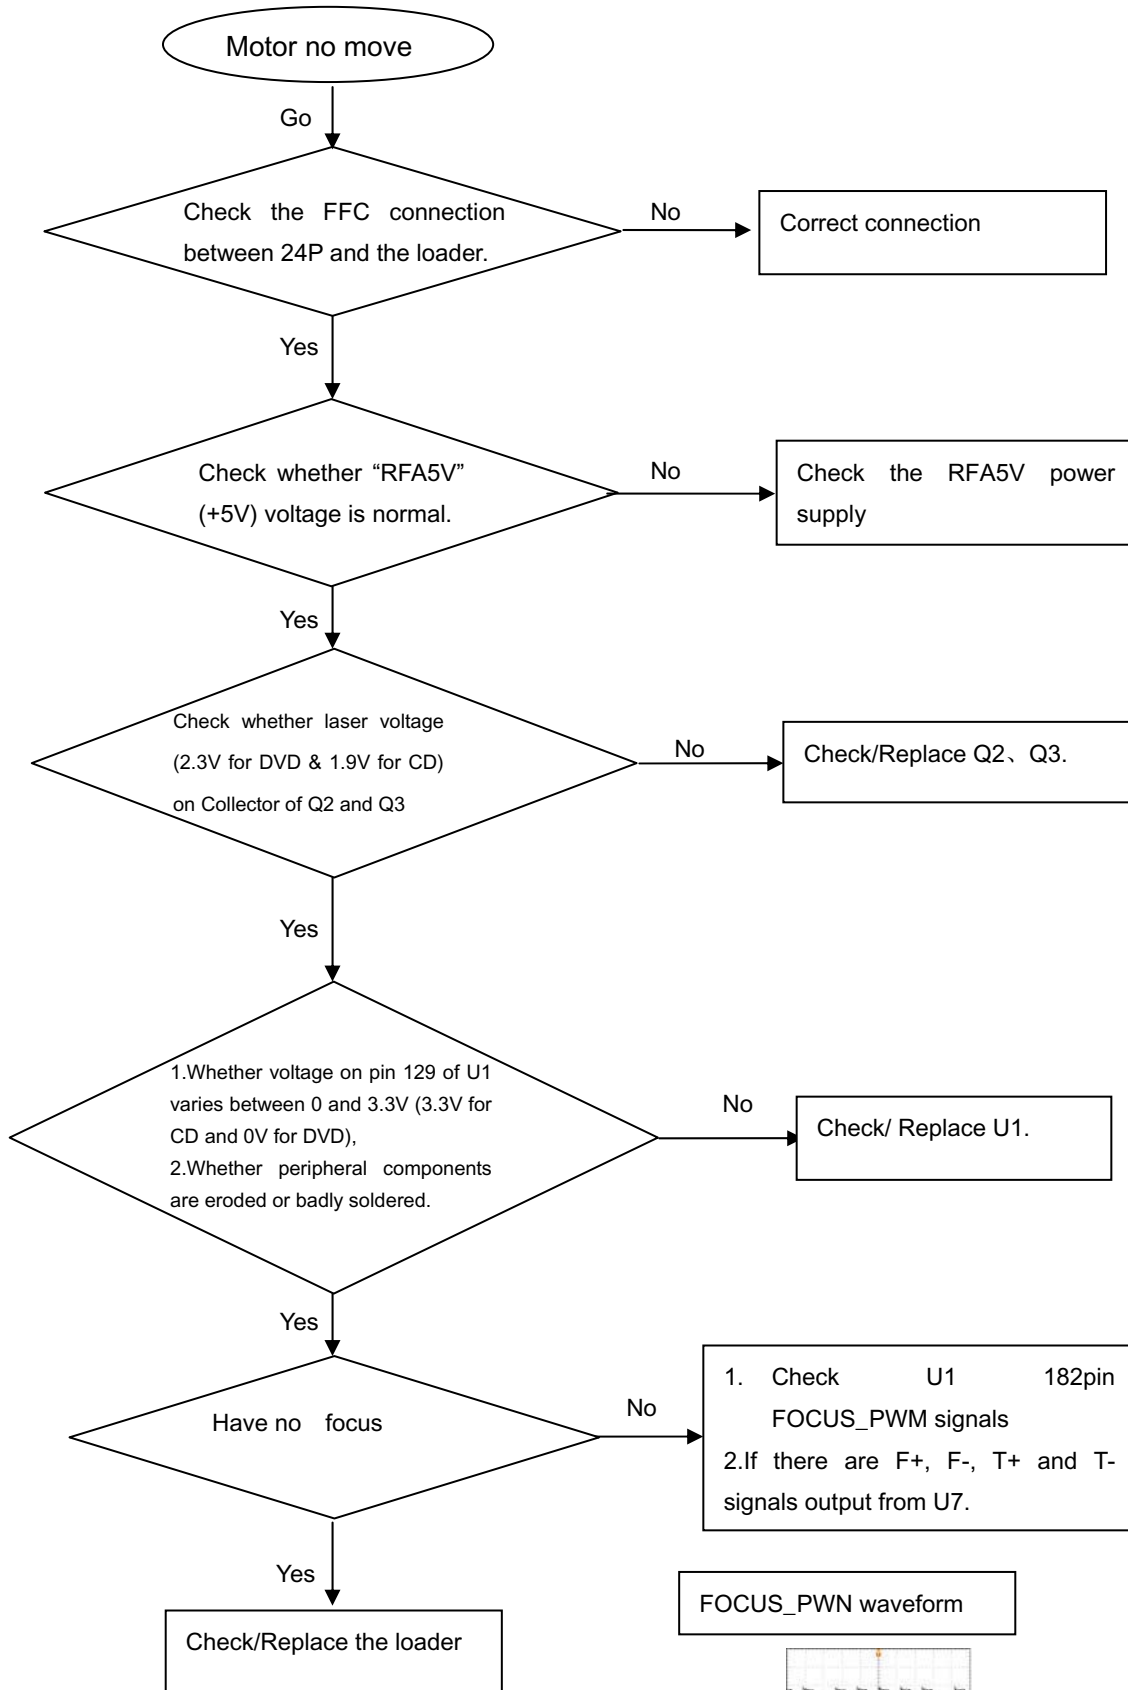 Motor no move
Go
Check the FFC connection
between 24P and the loader.
No
Correct connection
Yes
Check whether “RFA5V”
(+5V) voltage is normal.
No
Check the RFA5V power
supply
Yes
Check whether laser voltage
(2.3V for DVD & 1.9V for CD)
on Collector of Q2 and Q3
No
Check/Replace Q2、Q3.
Yes
1.Whether voltage on pin 129 of U1
varies between 0 and 3.3V (3.3V for
CD and 0V for DVD),
2.Whether peripheral components
are eroded or badly soldered.
No
Check/ Replace U1.
Yes
Have no focus
No
1. Check U1 182pin
FOCUS_PWM signals
2.If there are F+, F-, T+ and T-
signals output from U7.
Yes
Check/Replace the loader
FOCUS_PWN waveform